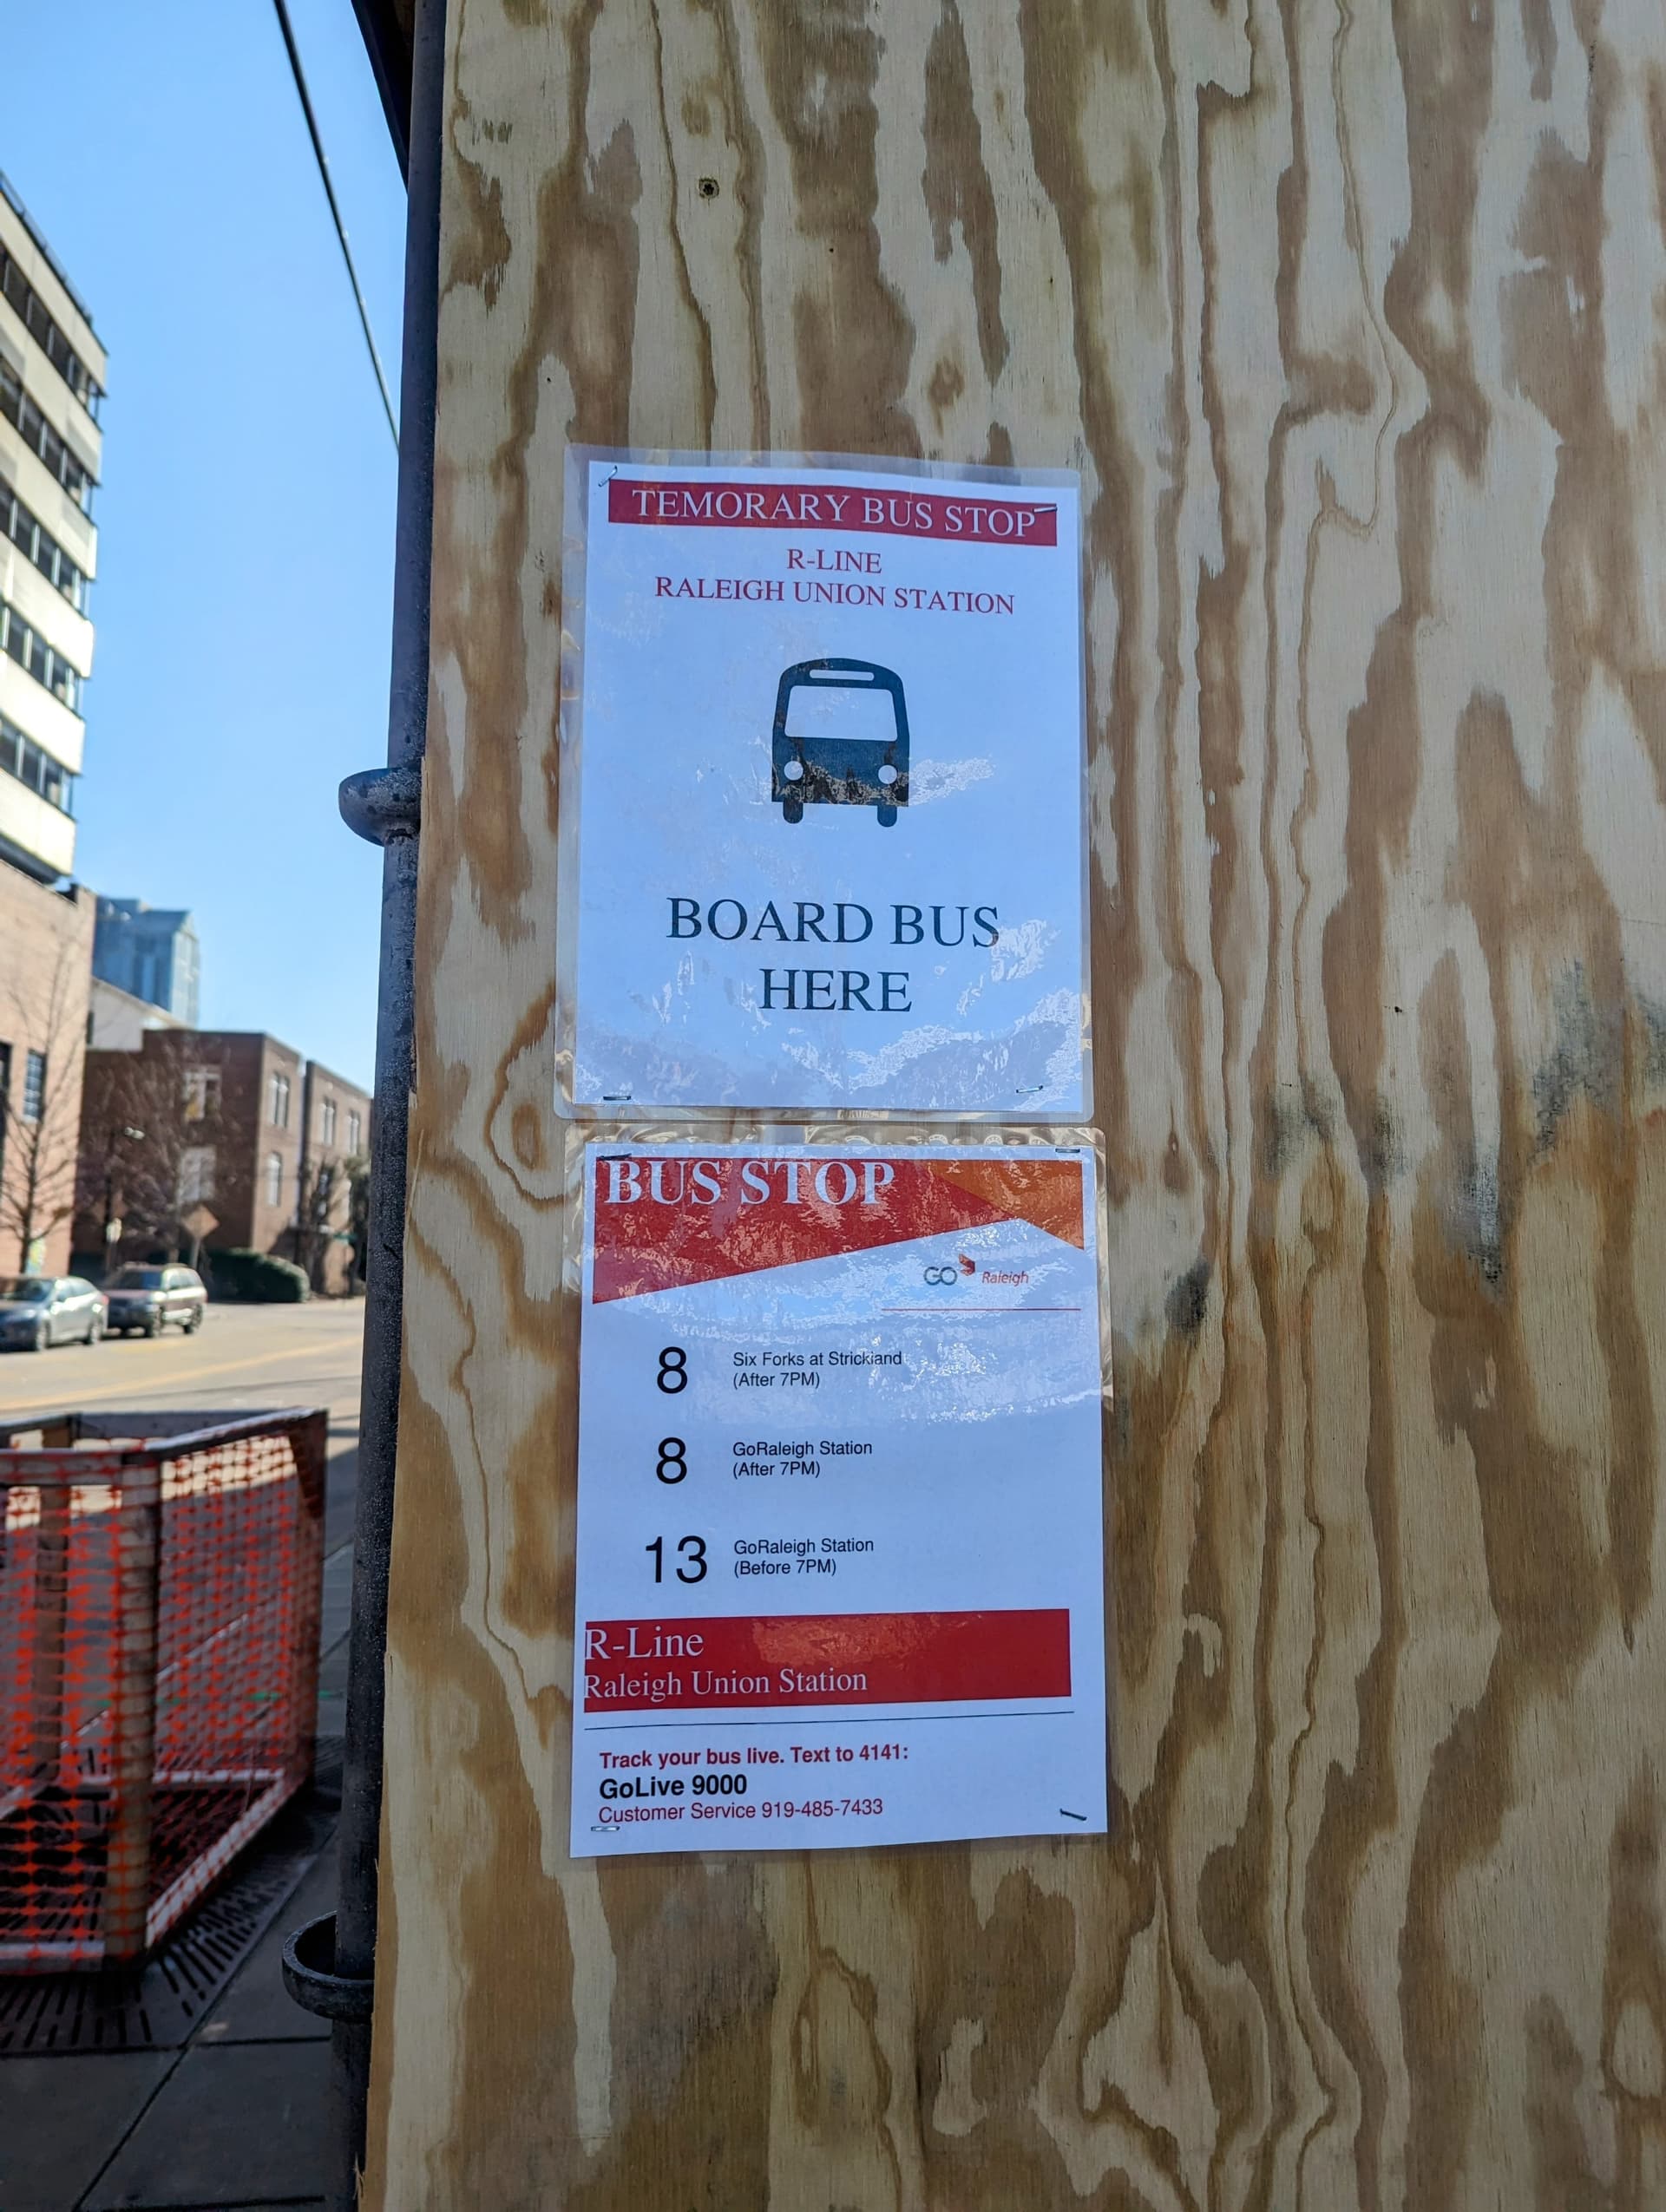 TEMORARY BUS STOP
R-LINE
RALEIGH UNION STATION
BOARD BUS
HERE
BUS STOP
GO Raleigh
8 Six Forks at Strickland
(After 7PM)
8 GoRaleigh Station
(After 7PM)
13 GoRaleigh Station
(Before 7PM)
R-Line
Raleigh Union Station
Track your bus live. Text to 4141:
GoLive 9000
Customer Service 919-485-7433